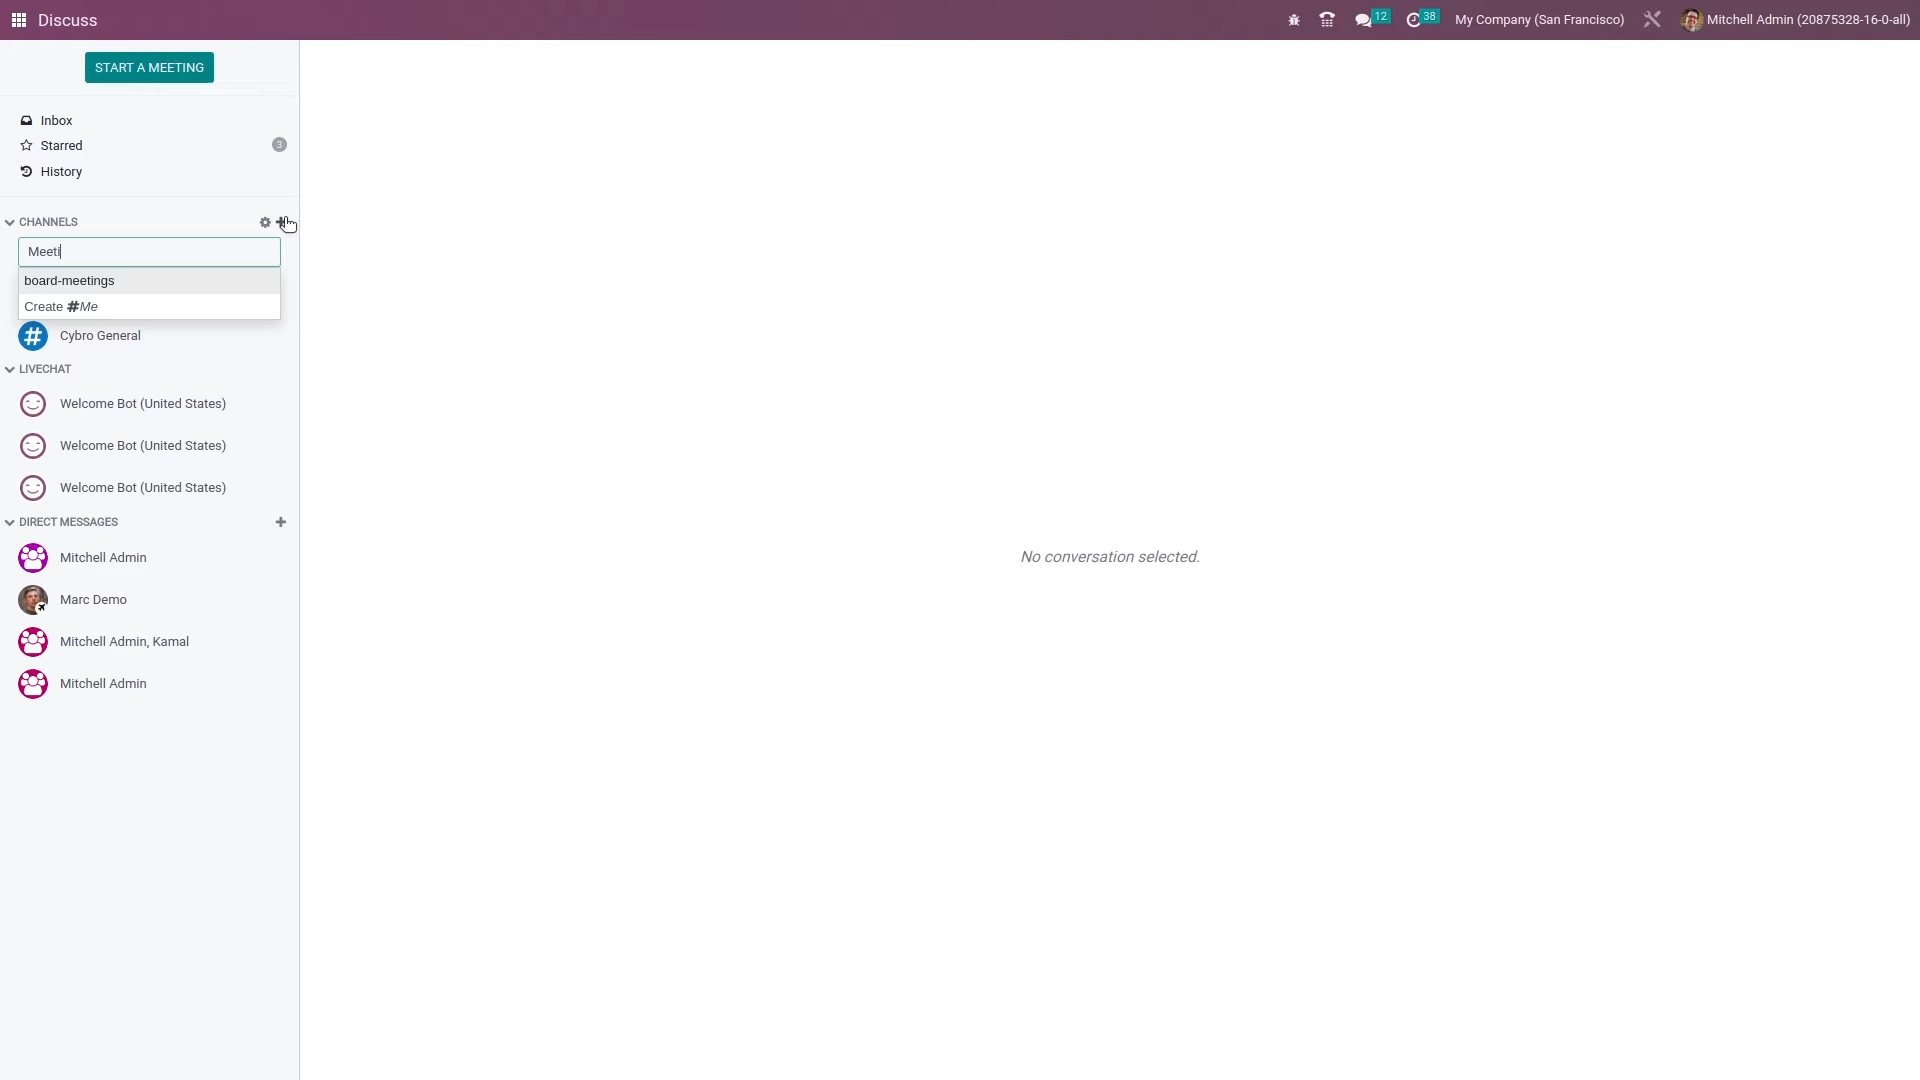 Discuss
12
38
My Company (San Francisco)
Mitchell Admin (20875328-16-0-all)
START A MEETING
Inbox
Starred
3
History
CHANNELS
Meeti
board-meetings
Create #Me
Cybro General
LIVECHAT
Welcome Bot (United States)
Welcome Bot (United States)
Welcome Bot (United States)
DIRECT MESSAGES
Mitchell Admin
Marc Demo
Mitchell Admin, Kamal
Mitchell Admin
No conversation selected.